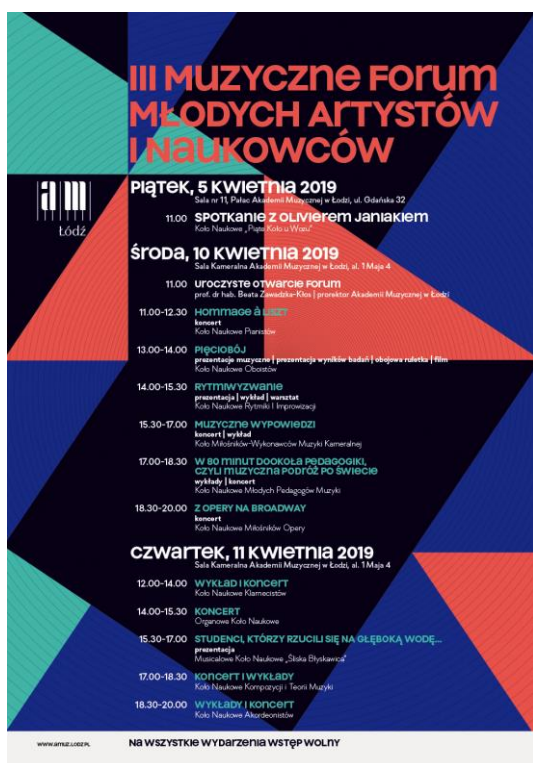 III MUZYCZNE FORUM
MŁODYCH ARTYSTÓW
I NAUKOWCÓW
am
Łódź
PIĄTEK, 5 KWIETNIA 2019
Sala nr 11, Pałac Akademii Muzycznej w Łodzi, ul. Gdańska 32
11.00 SPOTKANIE Z OLIVIEREM JANIAKIEM
Koło Naukowe „Piąte Koło u Wozu"
ŚRODA, 10 KWIETNIA 2019
Sala Kameralna Akademii Muzycznej w Łodzi, al. 1 Maja 4
11.00 UROCZYSTE OTWARCIE FORUM
prof. dr hab. Beata Zawadzka-Kłos | prorektor Akademii Muzycznej w Łodzi
11.00-12.30 HOMMAGE À LISZT
koncert
Koło Naukowe Pianistów
13.00-14.00 PIĘCIOBÓJ
prezentacje muzyczne | prezentacja wyników badań | obojowa ruletka | film
Koło Naukowe Oboistów
14.00-15.30 RYTMIWYZWANIE
prezentacja | wykład | warsztat
Koło Naukowe Rytmiki I Improwizacji
15.30-17.00 MUZYCZNE WYPOWIEDZI
koncert | wykład
Koło Miłośników-Wykonawców Muzyki Kameralnej
17.00-18.30 W 80 MINUT DOOKOŁA PEDAGOGIKI,
CZYLI MUZYCZNA PODRÓŻ PO ŚWIECIE
wykłady | koncert
Koło Naukowe Młodych Pedagogów Muzyki
18.30-20.00 Z OPERY NA BROADWAY
koncert
Koło Naukowe Miłośników Opery
CZWARTEK, 11 KWIETNIA 2019
Sala Kameralna Akademii Muzycznej w Łodzi, al. 1 Maja 4
12.00-14.00 WYKŁAD I KONCERT
Koło Naukowe Klarnecistów
14.00-15.30 KONCERT
Organowe Koło Naukowe
15.30-17.00 STUDENCI, KTÓRZY RZUCILI SIĘ NA GŁĘBOKĄ WODĘ...
prezentacja
Musicalowe Koło Naukowe „Śliska Błyskawica"
17.00-18.30 KONCERT I WYKŁADY
Koło Naukowe Kompozycji i Teorii Muzyki
18.30-20.00 WYKŁADY I KONCERT
Koło Naukowe Akordeonistów
www.amuz.lodz.pl NA WSZYSTKIE WYDARZENIA WSTĘP WOLNY